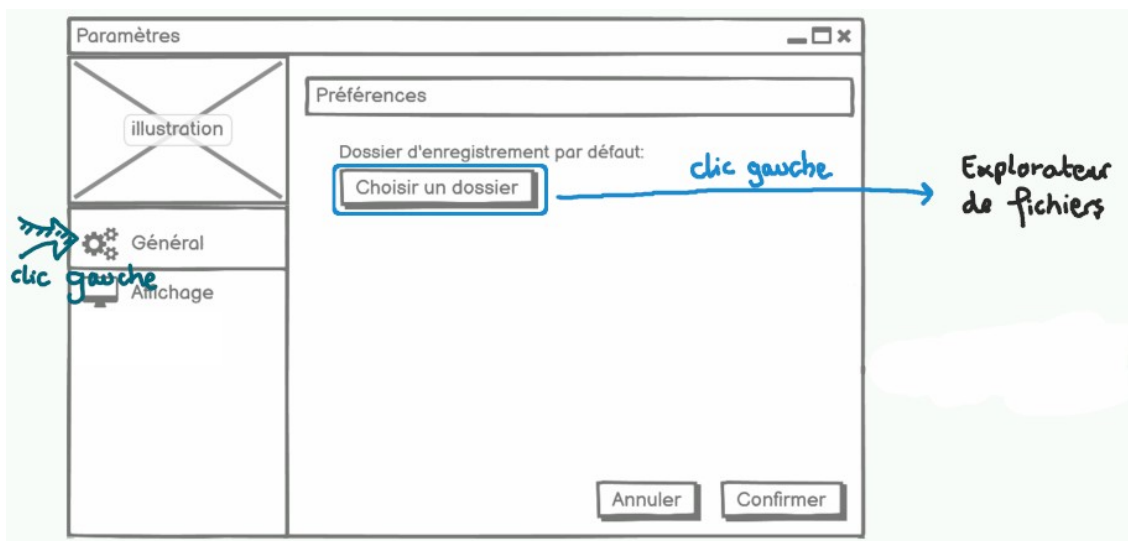 Paramètres
illustration
Préférences
Dossier d'enregistrement par défaut:
Choisir un dossier
clic gauche
Explorateur
de fichiers
Général
clic gauche
Affichage
Annuler
Confirmer